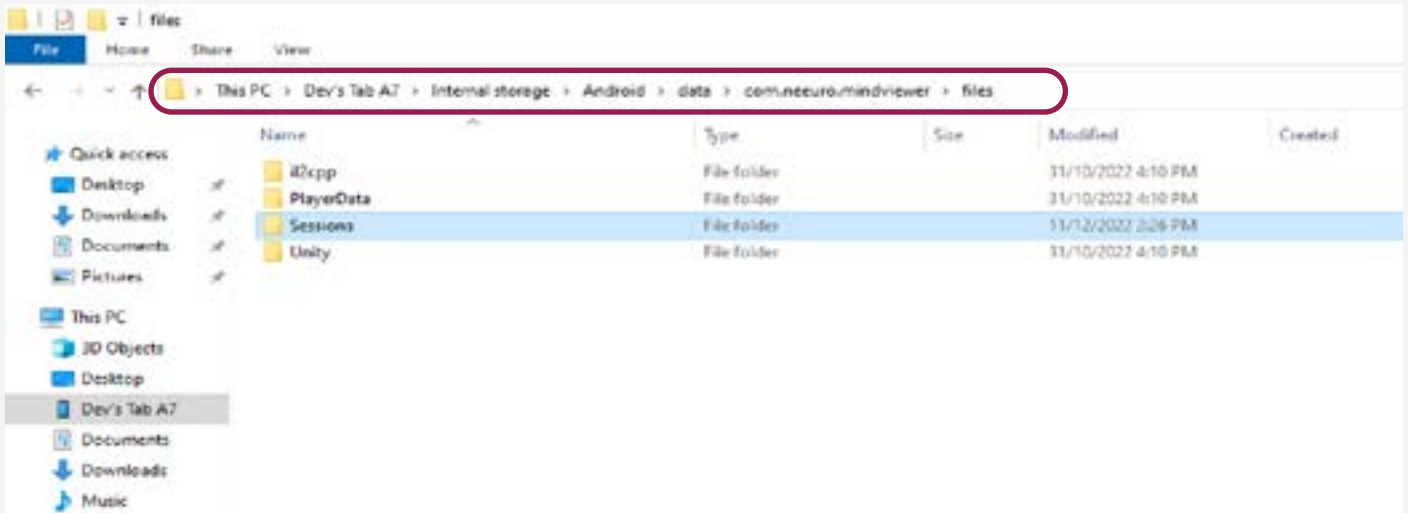 files
File Home Share View
This PC > Dev's Tab A7 > Internal storage > Android > data > com.neeuro.mindviewer > files
Name Type Size Modified Created
Quick access
Desktop
Downloads
Documents
Pictures
This PC
3D Objects
Desktop
Dev's Tab A7
Documents
Downloads
Music
il2cpp File folder 31/10/2022 4:10 PM
PlayerData File folder 31/10/2022 4:10 PM
Sessions File folder 11/12/2022 2:26 PM
Unity File folder 31/10/2022 4:10 PM